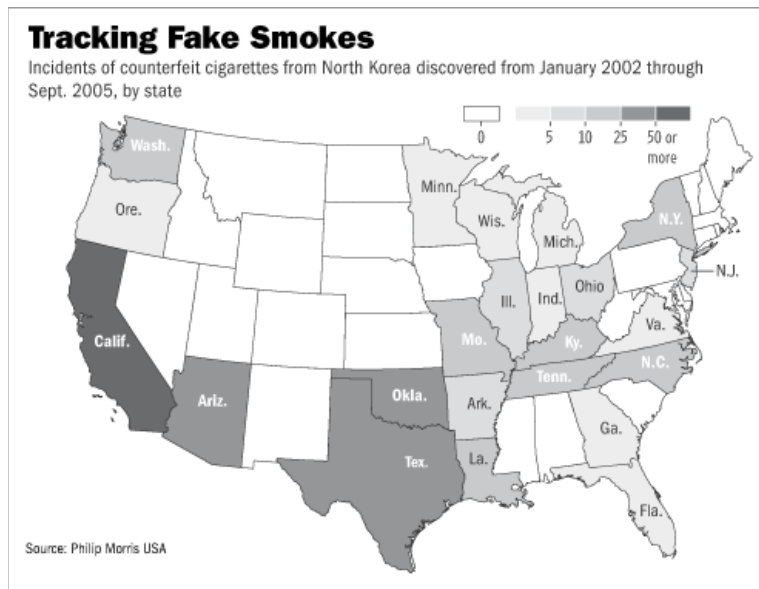 Tracking Fake Smokes
Incidents of counterfeit cigarettes from North Korea discovered from January 2002 through
Sept. 2005, by state
0 5 10 25 50 or
more
Wash.
Minn.
Ore.
Wis.
N.Y.
Mich.
N.J.
Ohio
Ill.
Ind.
Va.
Calif.
Mo.
Ky.
N.C.
Tenn.
Ariz.
Okla.
Ark.
Ga.
Tex.
La.
Fla.
Source: Philip Morris USA